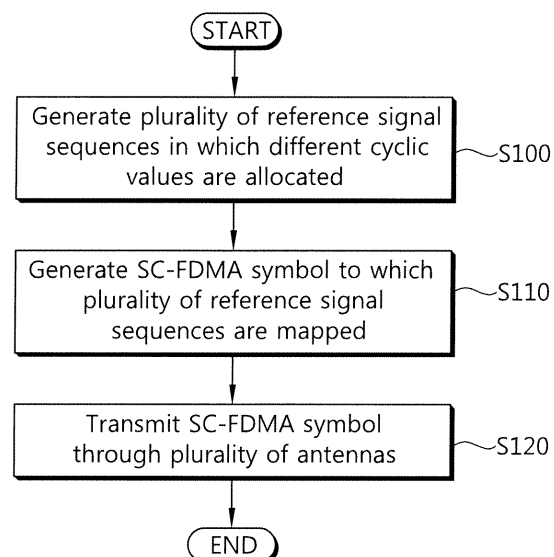 START
Generate plurality of reference signal
sequences in which different cyclic
values are allocated
S100
Generate SC-FDMA symbol to which
plurality of reference signal
sequences are mapped
S110
Transmit SC-FDMA symbol
through plurality of antennas
S120
END